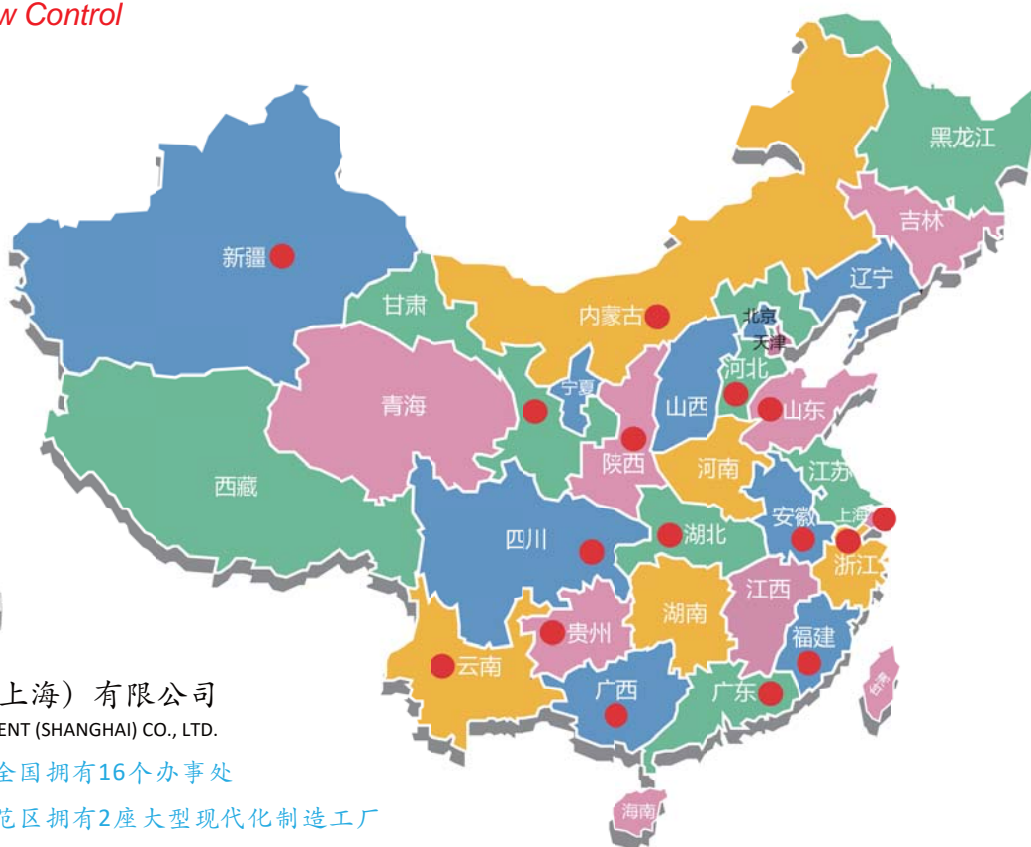 w Control
黑龙江
吉林
辽宁
新疆
甘肃
内蒙古
北京
天津
河北
宁夏
山西
山东
青海
陕西
河南
江苏
西藏
四川
湖北
安徽
上海
浙江
江西
湖南
贵州
福建
云南
广西
广东
台湾
海南
上海）有限公司
ENT (SHANGHAI) CO., LTD.
全国拥有16个办事处
范区拥有2座大型现代化制造工厂